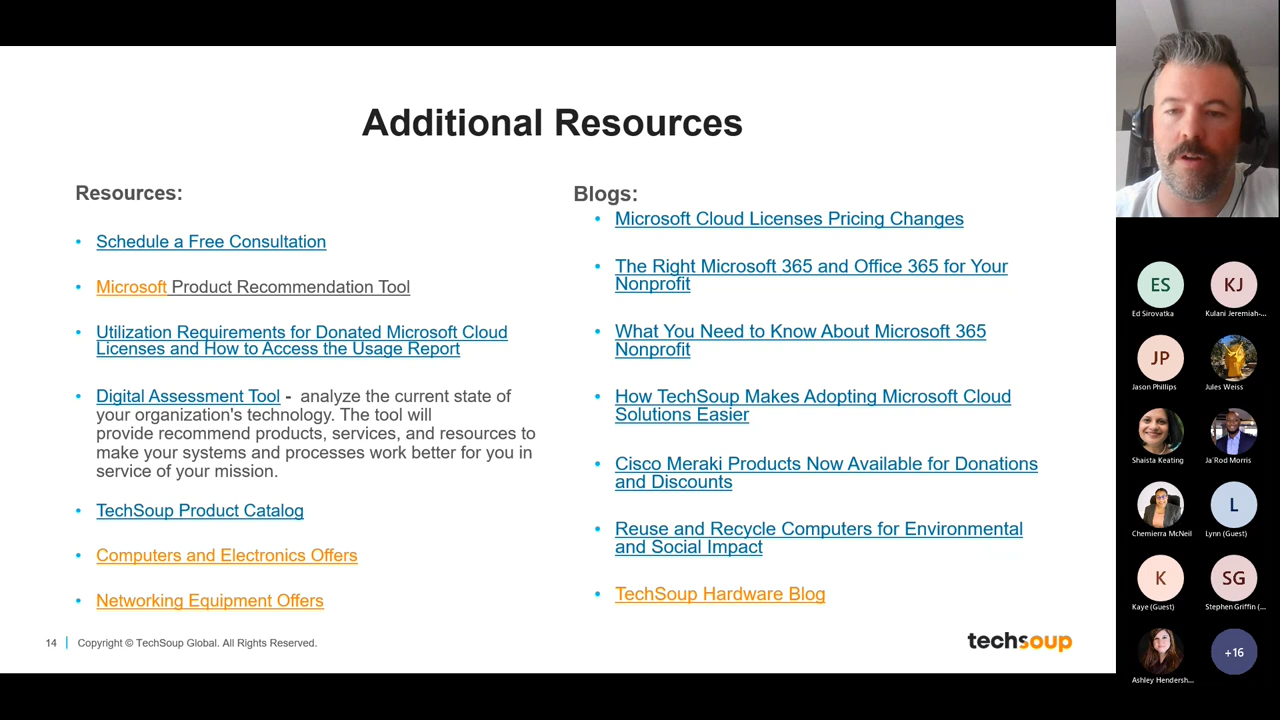 Additional Resources
Resources:
• Schedule a Free Consultation
• Microsoft Product Recommendation Tool
• Utilization Requirements for Donated Microsoft Cloud
Licenses and How to Access the Usage Report
• Digital Assessment Tool - analyze the current state of
your organization's technology. The tool will
provide recommend products, services, and resources to
make your systems and processes work better for you in
service of your mission.
• TechSoup Product Catalog
• Computers and Electronics Offers
• Networking Equipment Offers
Blogs:
• Microsoft Cloud Licenses Pricing Changes
• The Right Microsoft 365 and Office 365 for Your
Nonprofit
• What You Need to Know About Microsoft 365
Nonprofit
• How TechSoup Makes Adopting Microsoft Cloud
Solutions Easier
• Cisco Meraki Products Now Available for Donations
and Discounts
• Reuse and Recycle Computers for Environmental
and Social Impact
• TechSoup Hardware Blog
14 | Copyright © TechSoup Global. All Rights Reserved.
techsoup
ES
Ed Sirovatka
KJ
Kulani Jeremiah-...
JP
Jason Phillips
Jules Weiss
Shaista Keating
Ja'Rod Morris
Chemierra McNeil
L
Lynn (Guest)
K
Kaye (Guest)
SG
Stephen Griffin (...
Ashley Hendersh...
+16